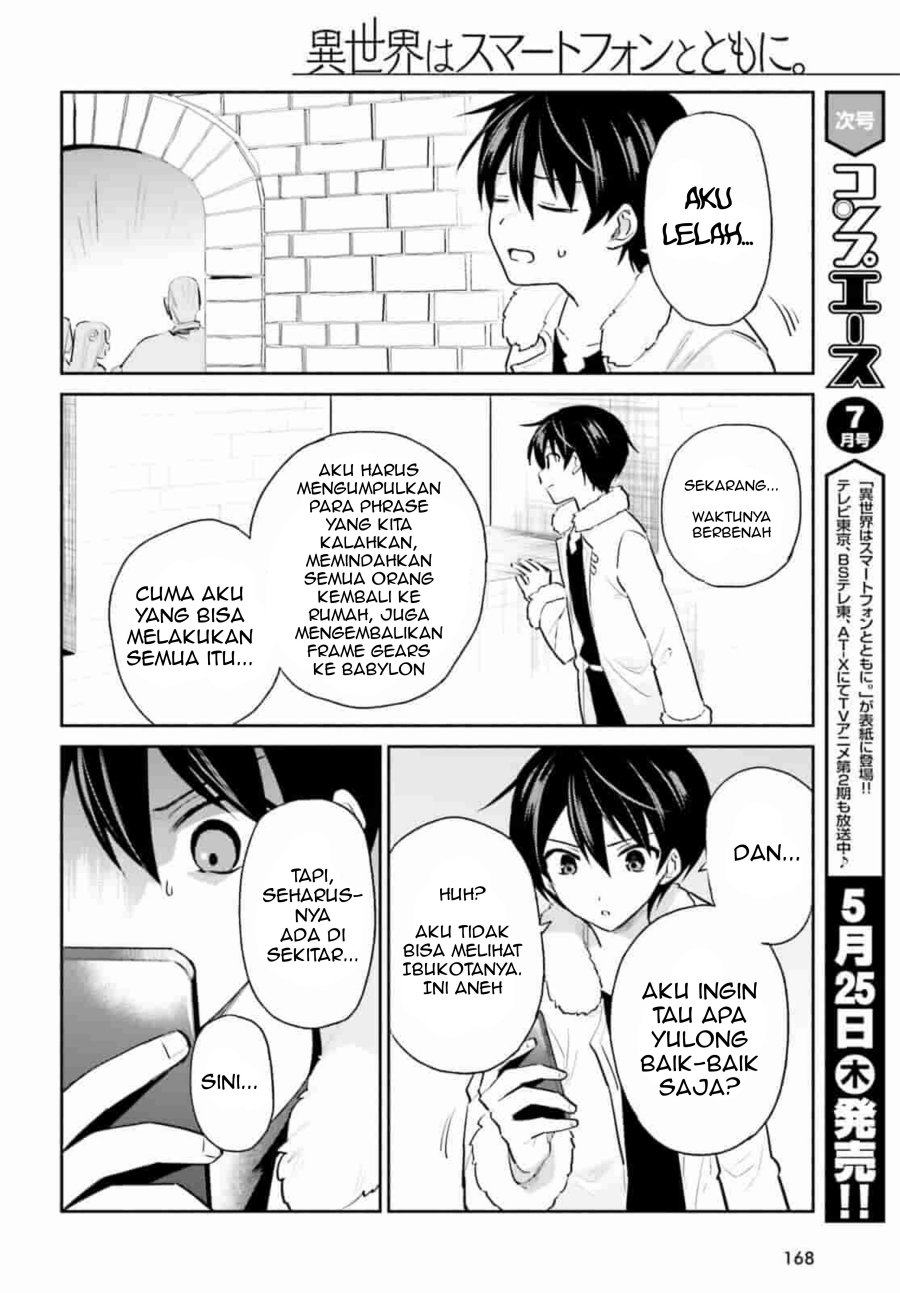 異世界はスマートフォンとともに。
AKU
LELAH...
SEKARANG...
WAKTUNYA
BERBENAH
AKU HARUS
MENGUMPULKAN
PARA PHRASE
YANG KITA
KALAHKAN,
MEMINDAHKAN
SEMUA ORANG
KEMBALI KE
RUMAH, JUGA
MENGEMBALIKAN
FRAME GEARS
KE BABYLON
CUMA AKU
YANG BISA
MELAKUKAN
SEMUA ITU...
DAN...
AKU INGIN
TAU APA
YULONG
BAIK-BAIK
SAJA?
HUH?
AKU TIDAK
BISA MELIHAT
IBUKOTANYA.
INI ANEH
TAPI,
SEHARUS-
NYA
ADA DI
SEKITAR...
SINI...
次号
コンプエース
7
月号
「異世界はスマートフォンとともに。」が表紙に登場!!
テレビ東京、BSテレ東、AT-XにてTVアニメ第2期も放送中♪
5月25日木発売!!
168